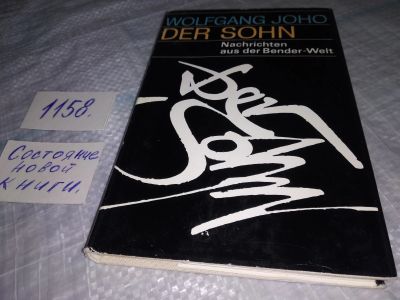 WOLFGANG JOHO
DER SOHN
Nachrichten
aus der Bender-Welt
Der
Sohn
1158.
Состояние
новой
книги.